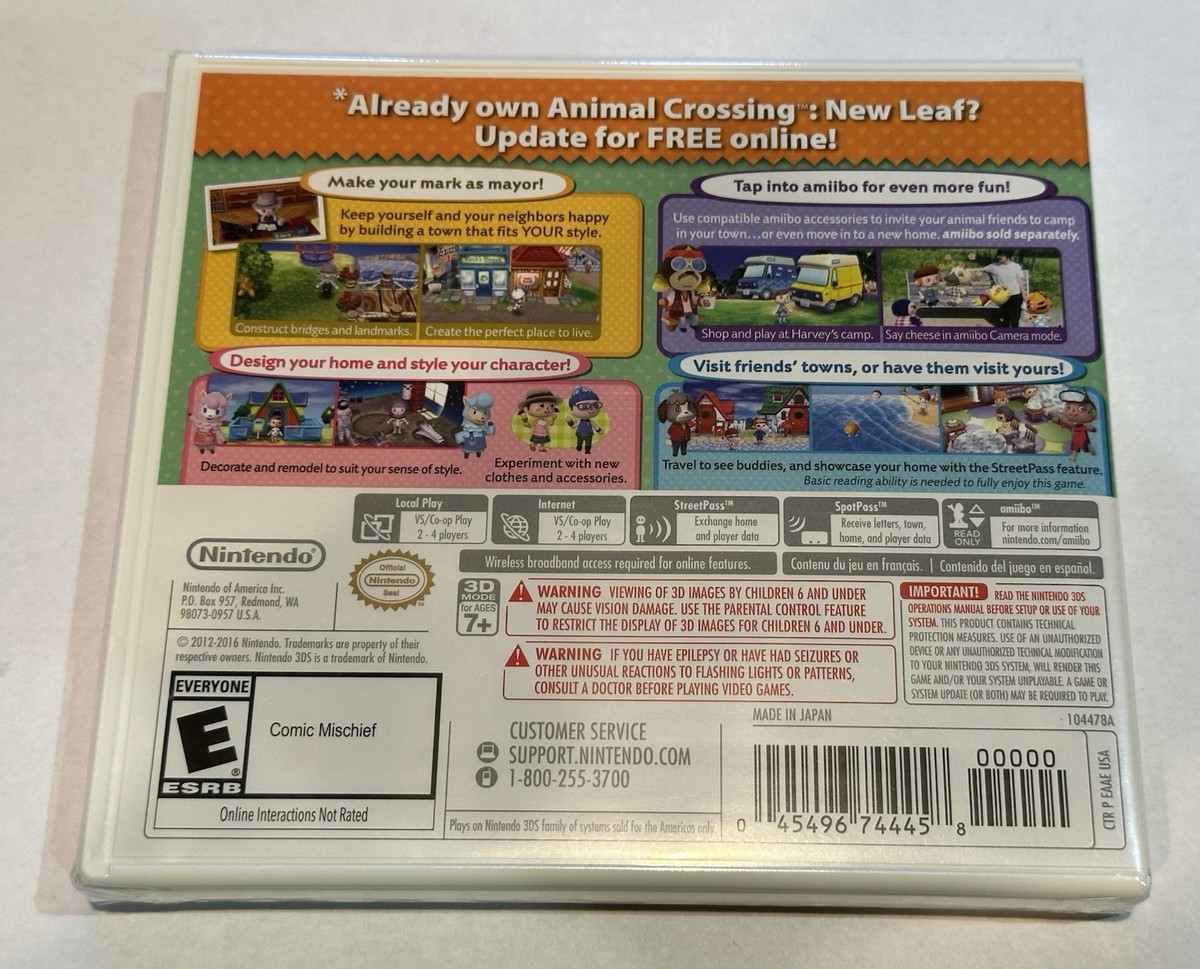 *Already own Animal Crossing™: New Leaf?
Update for FREE online!
Make your mark as mayor!
Keep yourself and your neighbors happy
by building a town that fits YOUR style.
Construct bridges and landmarks.
Create the perfect place to live.
Tap into amiibo for even more fun!
Use compatible amiibo accessories to invite your animal friends to camp
in your town...or even move in to a new home. amiibo sold separately.
Shop and play at Harvey's camp.
Say cheese in amiibo Camera mode.
Design your home and style your character!
Decorate and remodel to suit your sense of style.
Experiment with new
clothes and accessories.
Visit friends' towns, or have them visit yours!
Travel to see buddies, and showcase your home with the StreetPass feature.
Basic reading ability is needed to fully enjoy this game.
Local Play
VS/Co-op Play
2 - 4 players
Internet
VS/Co-op Play
2 - 4 players
StreetPass™
Exchange home
and player data
SpotPass™
Receive letters, town,
home, and player data
READ
ONLY
amiibo™
For more information
nintendo.com/amiibo
Nintendo®
Official
Nintendo
Seal
Wireless broadband access required for online features.
Contenu du jeu en français.
Contenido del juego en español.
Nintendo of America Inc.
P.O. Box 957, Redmond, WA
98073-0957 U.S.A.
© 2012-2016 Nintendo. Trademarks are property of their
respective owners. Nintendo 3DS is a trademark of Nintendo.
3D
MODE
for AGES
7+
WARNING VIEWING OF 3D IMAGES BY CHILDREN 6 AND UNDER
MAY CAUSE VISION DAMAGE. USE THE PARENTAL CONTROL FEATURE
TO RESTRICT THE DISPLAY OF 3D IMAGES FOR CHILDREN 6 AND UNDER.
WARNING IF YOU HAVE EPILEPSY OR HAVE HAD SEIZURES OR
OTHER UNUSUAL REACTIONS TO FLASHING LIGHTS OR PATTERNS,
CONSULT A DOCTOR BEFORE PLAYING VIDEO GAMES.
IMPORTANT! READ THE NINTENDO 3DS
OPERATIONS MANUAL BEFORE SETUP OR USE OF YOUR
SYSTEM. THIS PRODUCT CONTAINS TECHNICAL
PROTECTION MEASURES. USE OF AN UNAUTHORIZED
DEVICE OR ANY UNAUTHORIZED TECHNICAL MODIFICATION
TO YOUR NINTENDO 3DS SYSTEM, WILL RENDER THIS
GAME AND/OR YOUR SYSTEM UNPLAYABLE. A GAME OR
SYSTEM UPDATE (OR BOTH) MAY BE REQUIRED TO PLAY.
EVERYONE
E®
ESRB
Comic Mischief
Online Interactions Not Rated
CUSTOMER SERVICE
SUPPORT.NINTENDO.COM
1-800-255-3700
Plays on Nintendo 3DS family of systems sold for the Americas only.
MADE IN JAPAN
104478A
00000
0 45496 74445 8
CTR P EAAE USA